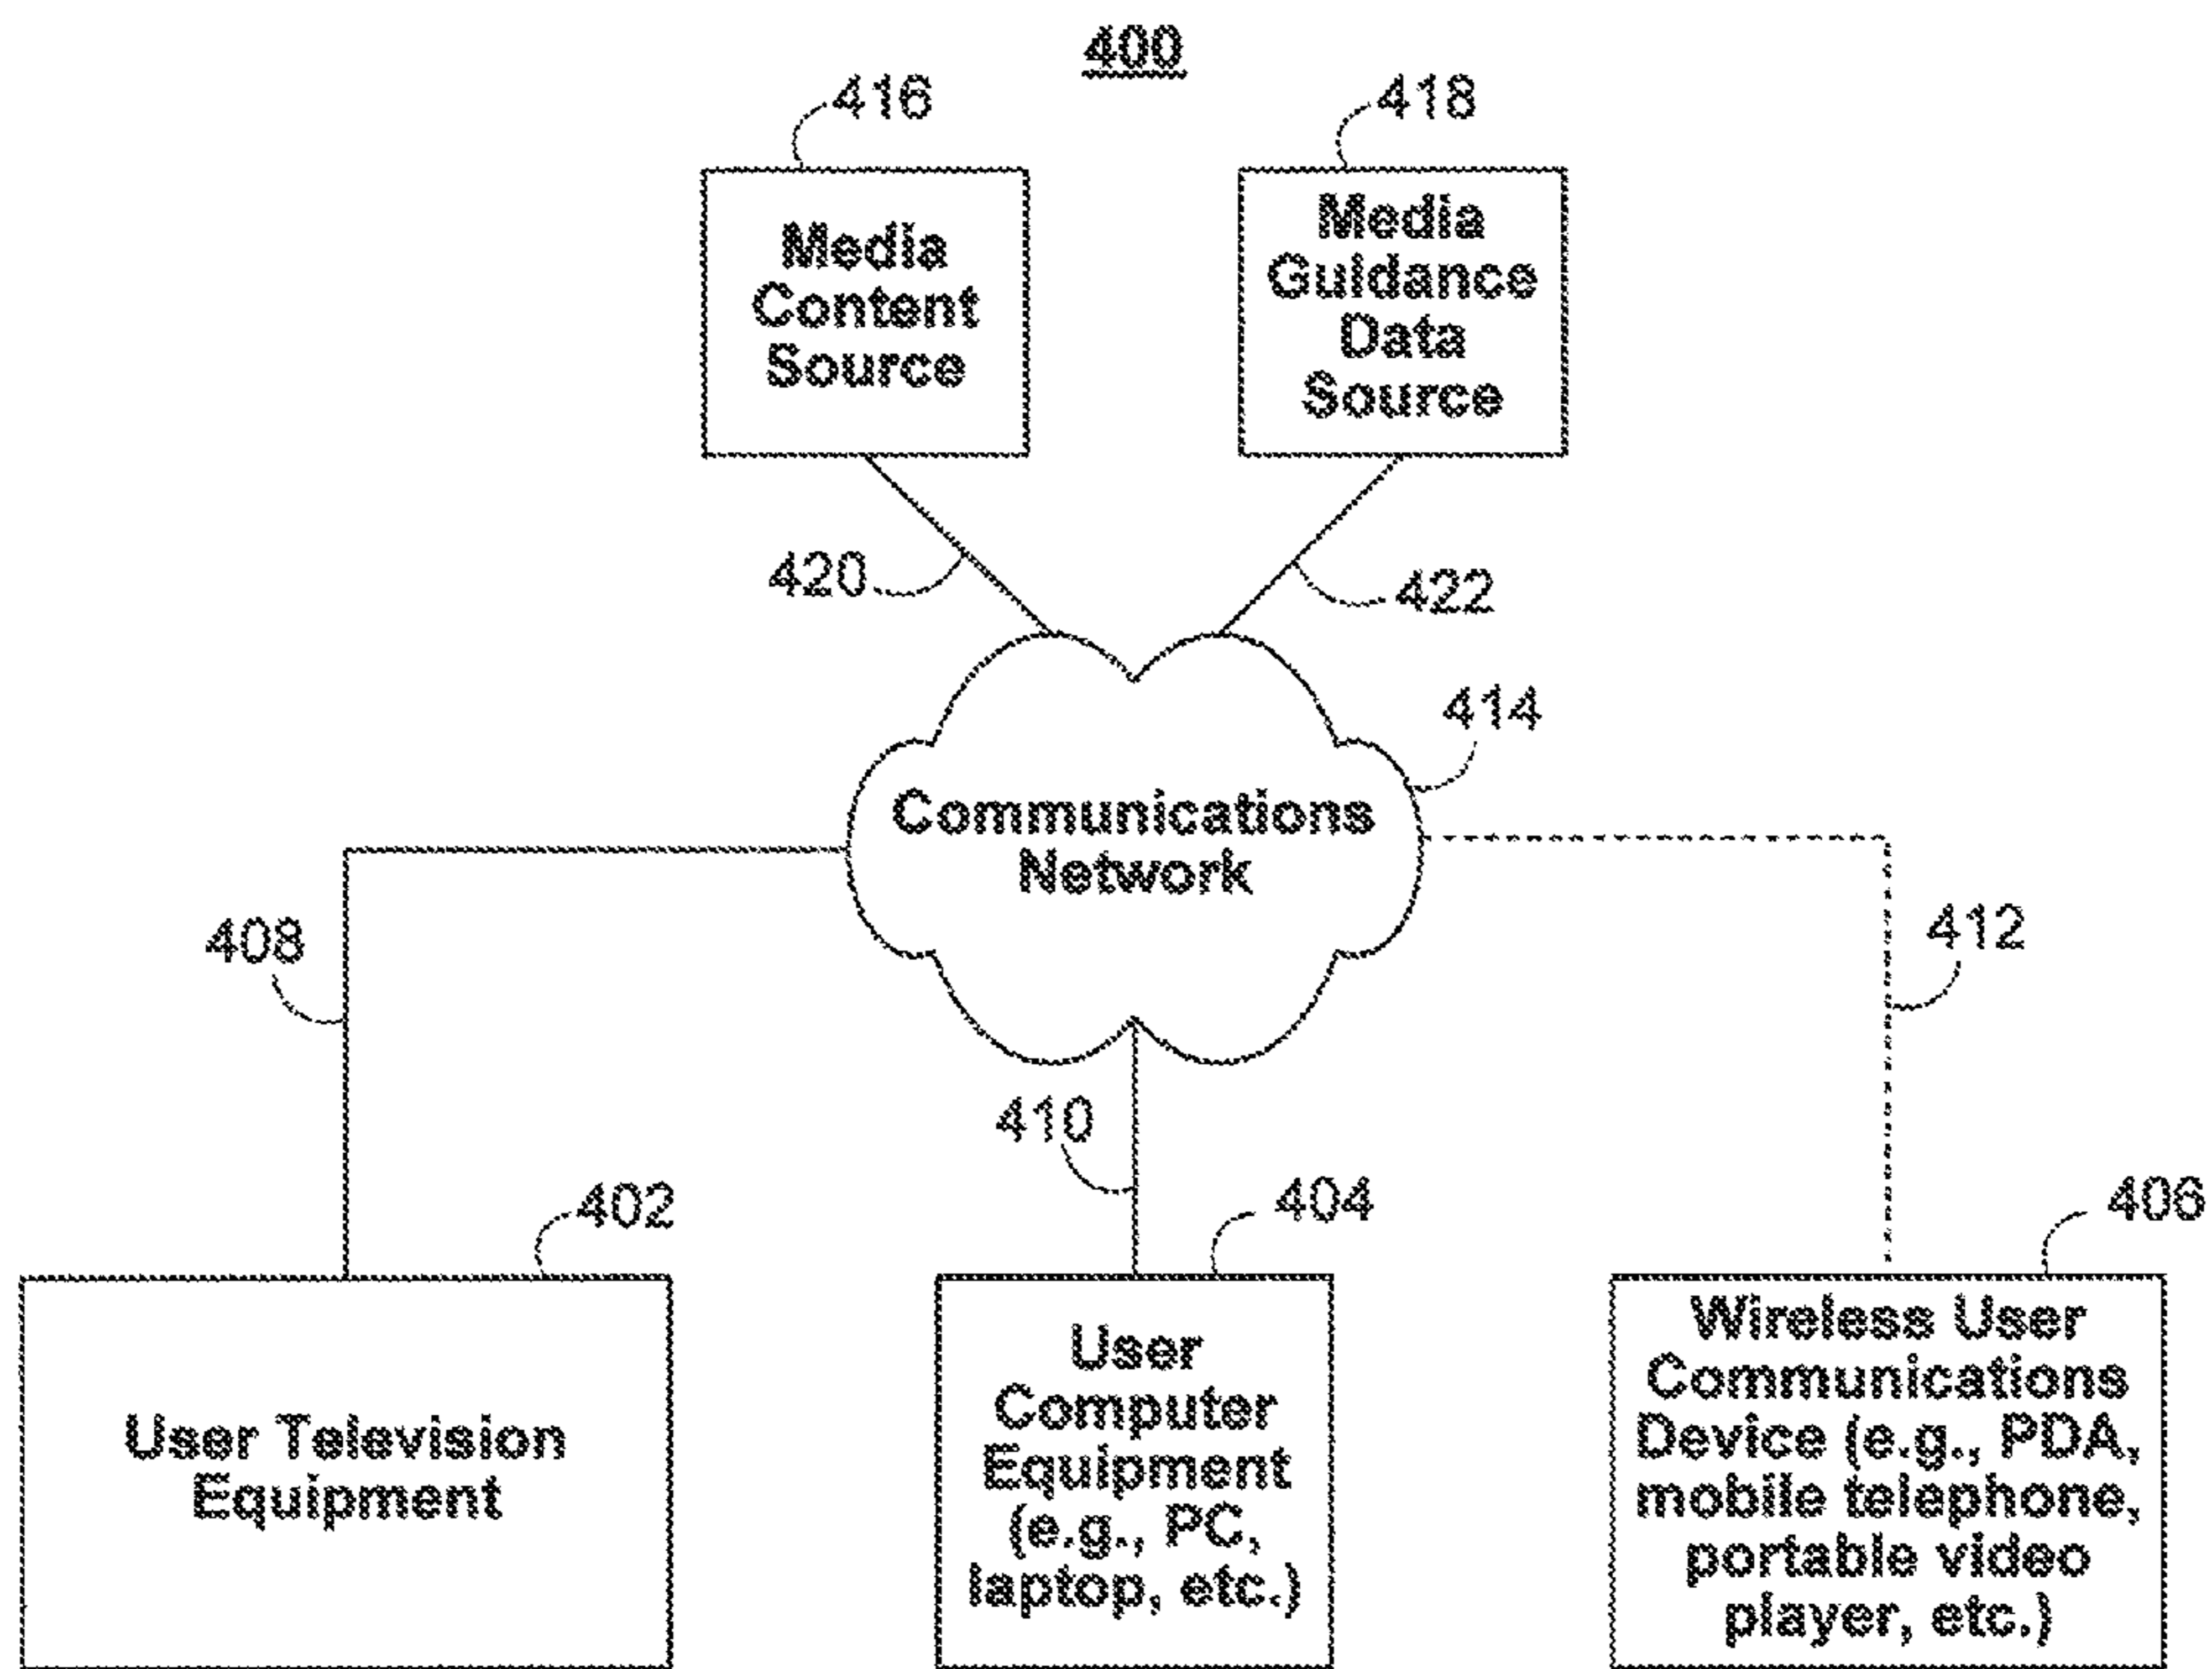 400
416
418
Media
Content
Source
Media
Guidance
Data
Source
420
422
414
Communications
Network
408
412
410
402
404
406
User Television
Equipment
User
Computer
Equipment
(e.g., PC,
laptop, etc.)
Wireless User
Communications
Device (e.g., PDA,
mobile telephone,
portable video
player, etc.)